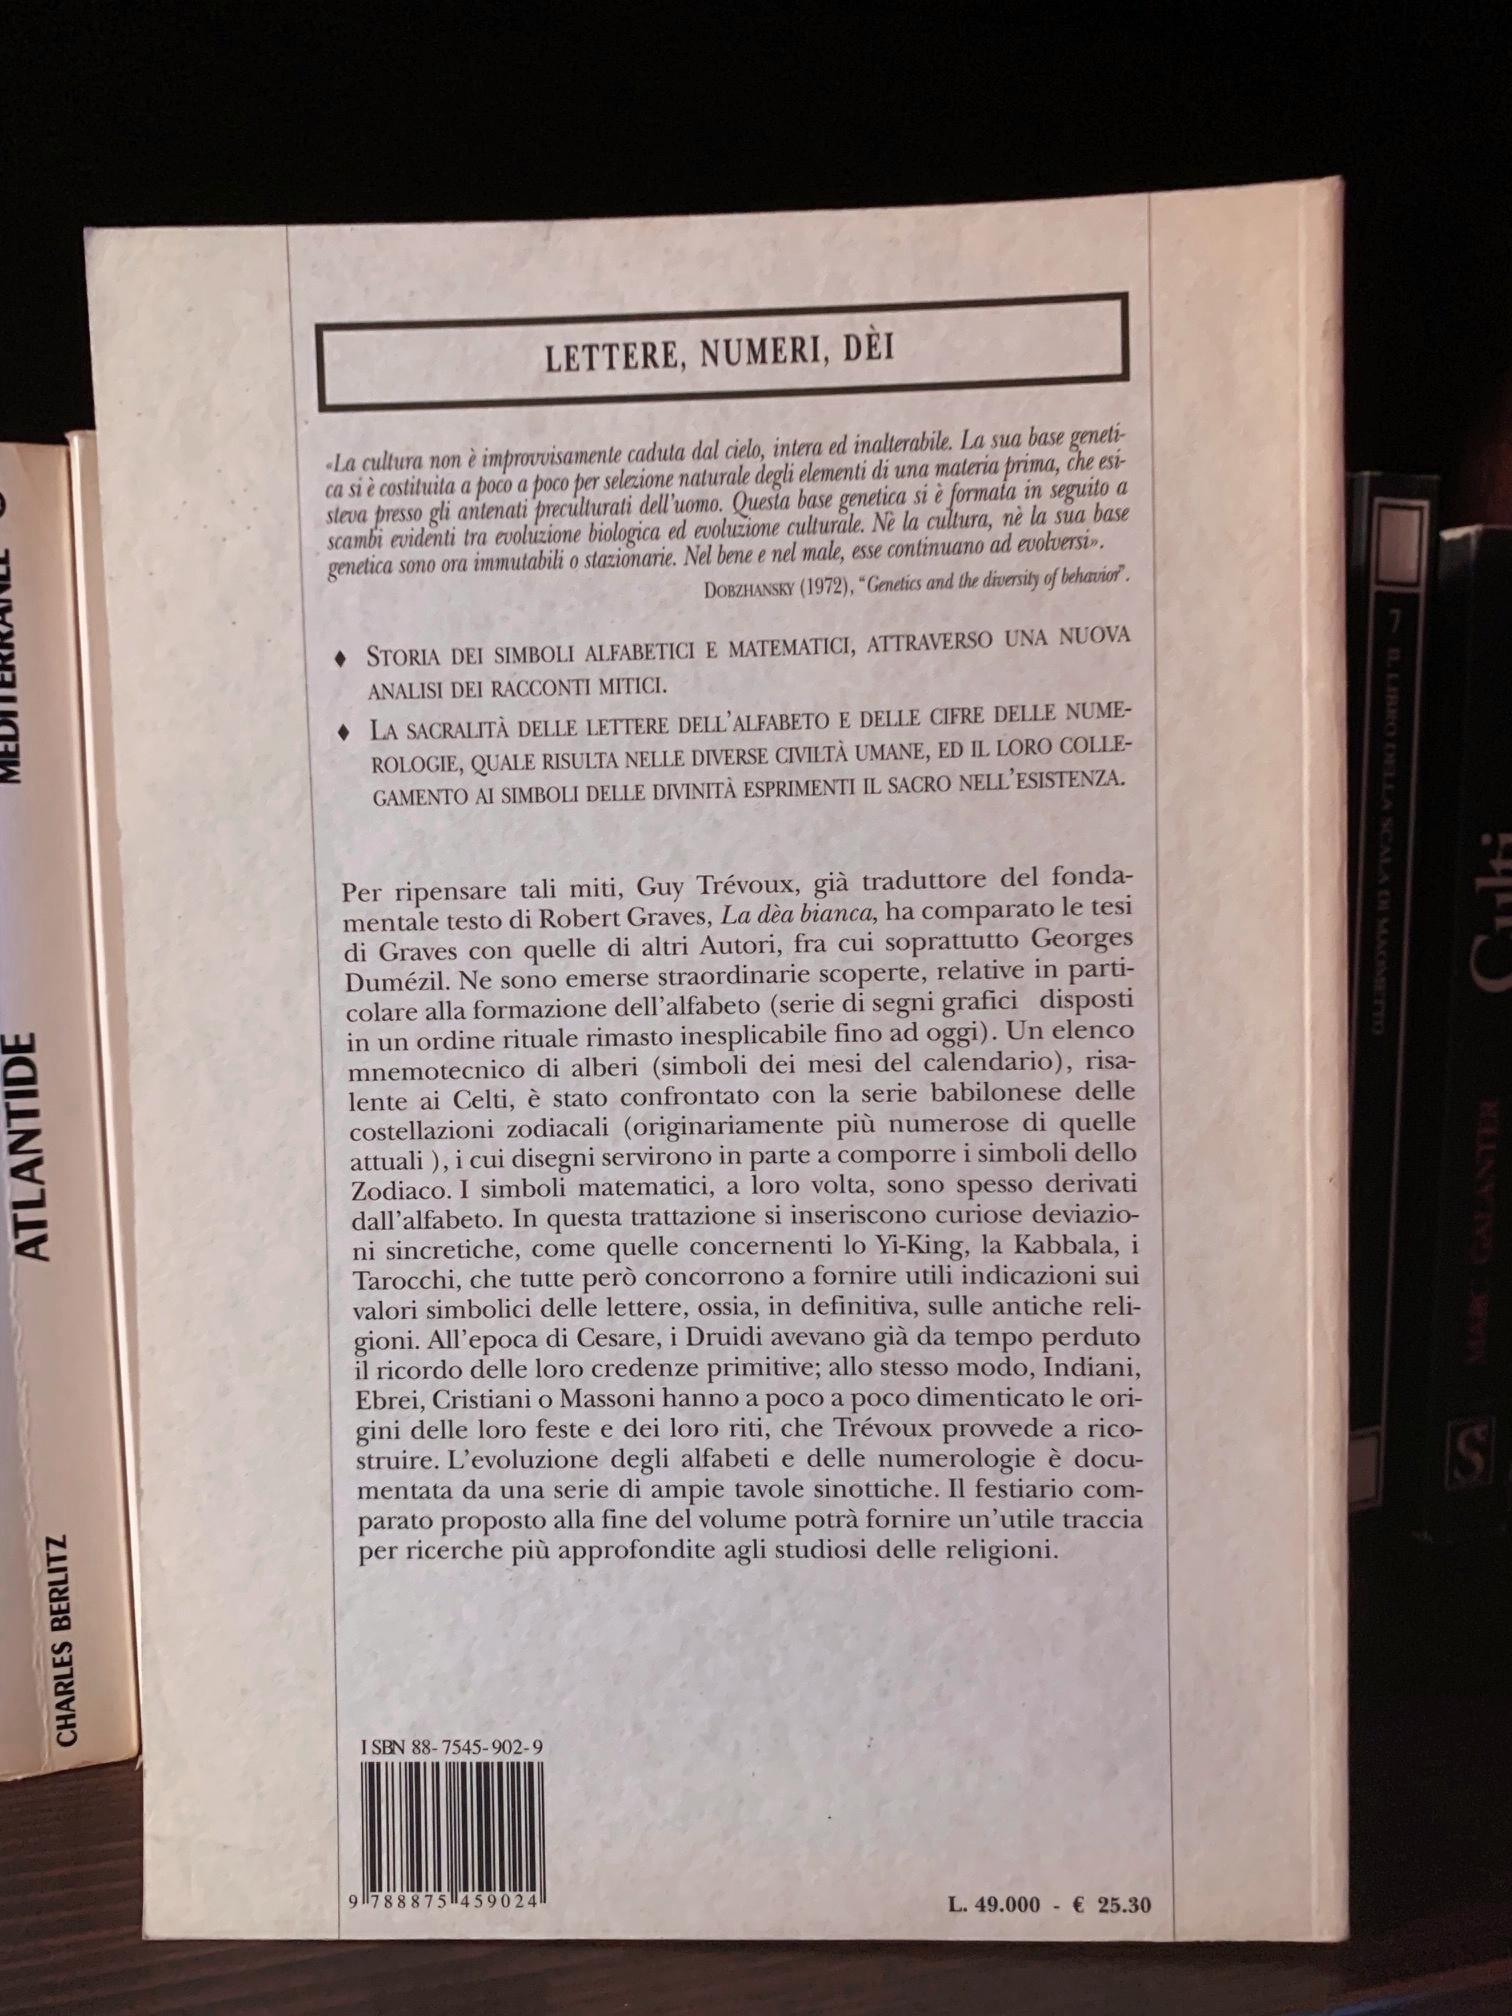 LETTERE, NUMERI, DÈI
«La cultura non è improvvisamente caduta dal cielo, intera ed inalterabile. La sua base geneti-
ca si è costituita a poco a poco per selezione naturale degli elementi di una materia prima, che esi-
steva presso gli antenati preculturati dell'uomo. Questa base genetica si è formata in seguito a
scambi evidenti tra evoluzione biologica ed evoluzione culturale. Nè la cultura, nè la sua base
genetica sono ora immutabili o stazionarie. Nel bene e nel male, esse continuano ad evolversi».
DOBZHANSKY (1972), "Genetics and the diversity of behavior".
♦ STORIA DEI SIMBOLI ALFABETICI E MATEMATICI, ATTRAVERSO UNA NUOVA
ANALISI DEI RACCONTI MITICI.
♦ LA SACRALITÀ DELLE LETTERE DELL'ALFABETO E DELLE CIFRE DELLE NUME-
ROLOGIE, QUALE RISULTA NELLE DIVERSE CIVILTÀ UMANE, ED IL LORO COLLE-
GAMENTO AI SIMBOLI DELLE DIVINITÀ ESPRIMENTI IL SACRO NELL'ESISTENZA.
Per ripensare tali miti, Guy Trévoux, già traduttore del fonda-
mentale testo di Robert Graves, La dèa bianca, ha comparato le tesi
di Graves con quelle di altri Autori, fra cui soprattutto Georges
Dumézil. Ne sono emerse straordinarie scoperte, relative in parti-
colare alla formazione dell'alfabeto (serie di segni grafici disposti
in un ordine rituale rimasto inesplicabile fino ad oggi). Un elenco
mnemotecnico di alberi (simboli dei mesi del calendario), risa-
lente ai Celti, è stato confrontato con la serie babilonese delle
costellazioni zodiacali (originariamente più numerose di quelle
attuali ), i cui disegni servirono in parte a comporre i simboli dello
Zodiaco. I simboli matematici, a loro volta, sono spesso derivati
dall'alfabeto. In questa trattazione si inseriscono curiose deviazio-
ni sincretiche, come quelle concernenti lo Yi-King, la Kabbala, i
Tarocchi, che tutte però concorrono a fornire utili indicazioni sui
valori simbolici delle lettere, ossia, in definitiva, sulle antiche reli-
gioni. All'epoca di Cesare, i Druidi avevano già da tempo perduto
il ricordo delle loro credenze primitive; allo stesso modo, Indiani,
Ebrei, Cristiani o Massoni hanno a poco a poco dimenticato le ori-
gini delle loro feste e dei loro riti, che Trévoux provvede a rico-
struire. L'evoluzione degli alfabeti e delle numerologie è docu-
mentata da una serie di ampie tavole sinottiche. Il festiario com-
parato proposto alla fine del volume potrà fornire un'utile traccia
per ricerche più approfondite agli studiosi delle religioni.
ISBN 88-7545-902-9
9 788875 459024
L. 49.000 - € 25.30
MEDITERRANEE
ATLANTIDE
CHARLES BERLITZ
7 IL LIBRO DELLA SCALA DI MAOMETTO
Culti
MARC GALANTER
S